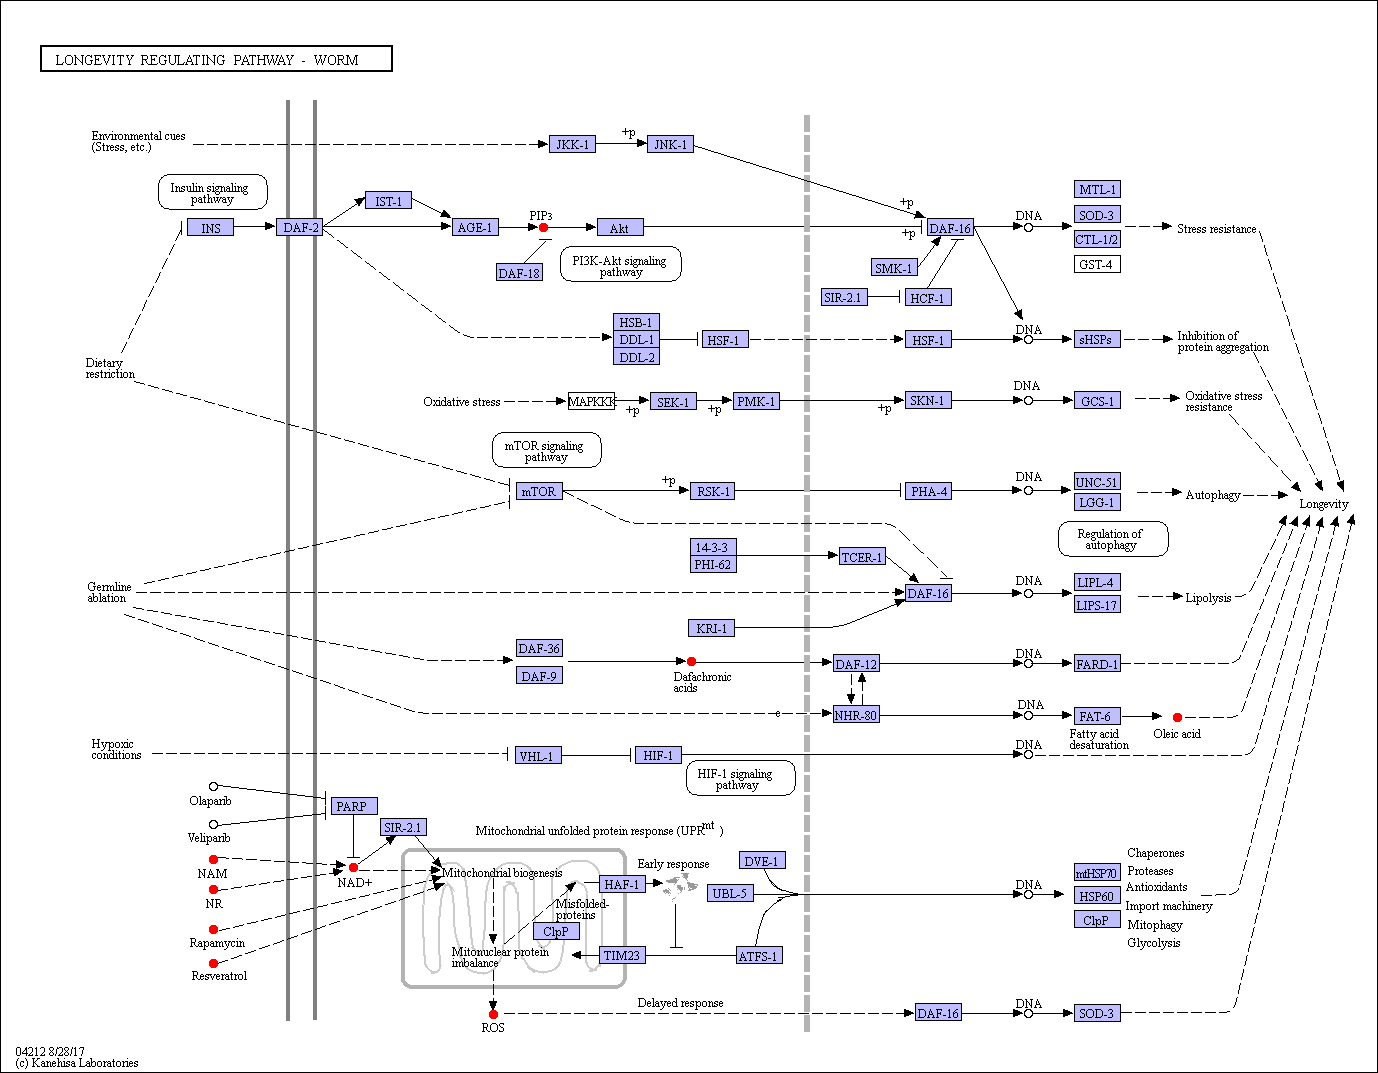 LONGEVITY REGULATING PATHWAY - WORM
Environmental cues
(Stress, etc.)
JKK-1
+p
JNK-1
Insulin signaling
pathway
INS
DAF-2
IST-1
AGE-1
PIP3
Akt
DAF-18
PI3K-Akt signaling
pathway
+p
+p
DAF-16
SMK-1
SIR-2.1
HCF-1
DNA
MTL-1
SOD-3
CTL-1/2
GST-4
Stress resistance
HSB-1
DDL-1
DDL-2
HSF-1
HSF-1
DNA
sHSPs
Inhibition of
protein aggregation
Dietary
restriction
Oxidative stress
MAPKKK
+p
SEK-1
+p
PMK-1
+p
SKN-1
DNA
GCS-1
Oxidative stress
resistance
mTOR signaling
pathway
mTOR
+p
RSK-1
PHA-4
DNA
UNC-51
LGG-1
Autophagy
Longevity
Regulation of
autophagy
14-3-3
PHI-62
TCER-1
Germline
ablation
DAF-16
DNA
LIPL-4
LIPS-17
Lipolysis
KRI-1
DAF-36
DAF-9
Dafachronic
acids
DAF-12
DNA
FARD-1
e
NHR-80
DNA
FAT-6
Fatty acid
desaturation
Oleic acid
Hypoxic
conditions
VHL-1
HIF-1
DNA
HIF-1 signaling
pathway
Olaparib
Veliparib
PARP
SIR-2.1
NAM
NAD+
NR
Rapamycin
Resveratrol
Mitochondrial unfolded protein response (UPRmt)
Mitochondrial biogenesis
HAF-1
Early response
Misfolded-
proteins
ClpP
Mitonuclear protein
imbalance
TIM23
DVE-1
UBL-5
ATFS-1
DNA
mtHSP70
HSP60
ClpP
Chaperones
Proteases
Antioxidants
Import machinery
Mitophagy
Glycolysis
ROS
Delayed response
DAF-16
DNA
SOD-3
04212 8/28/17
(c) Kanehisa Laboratories